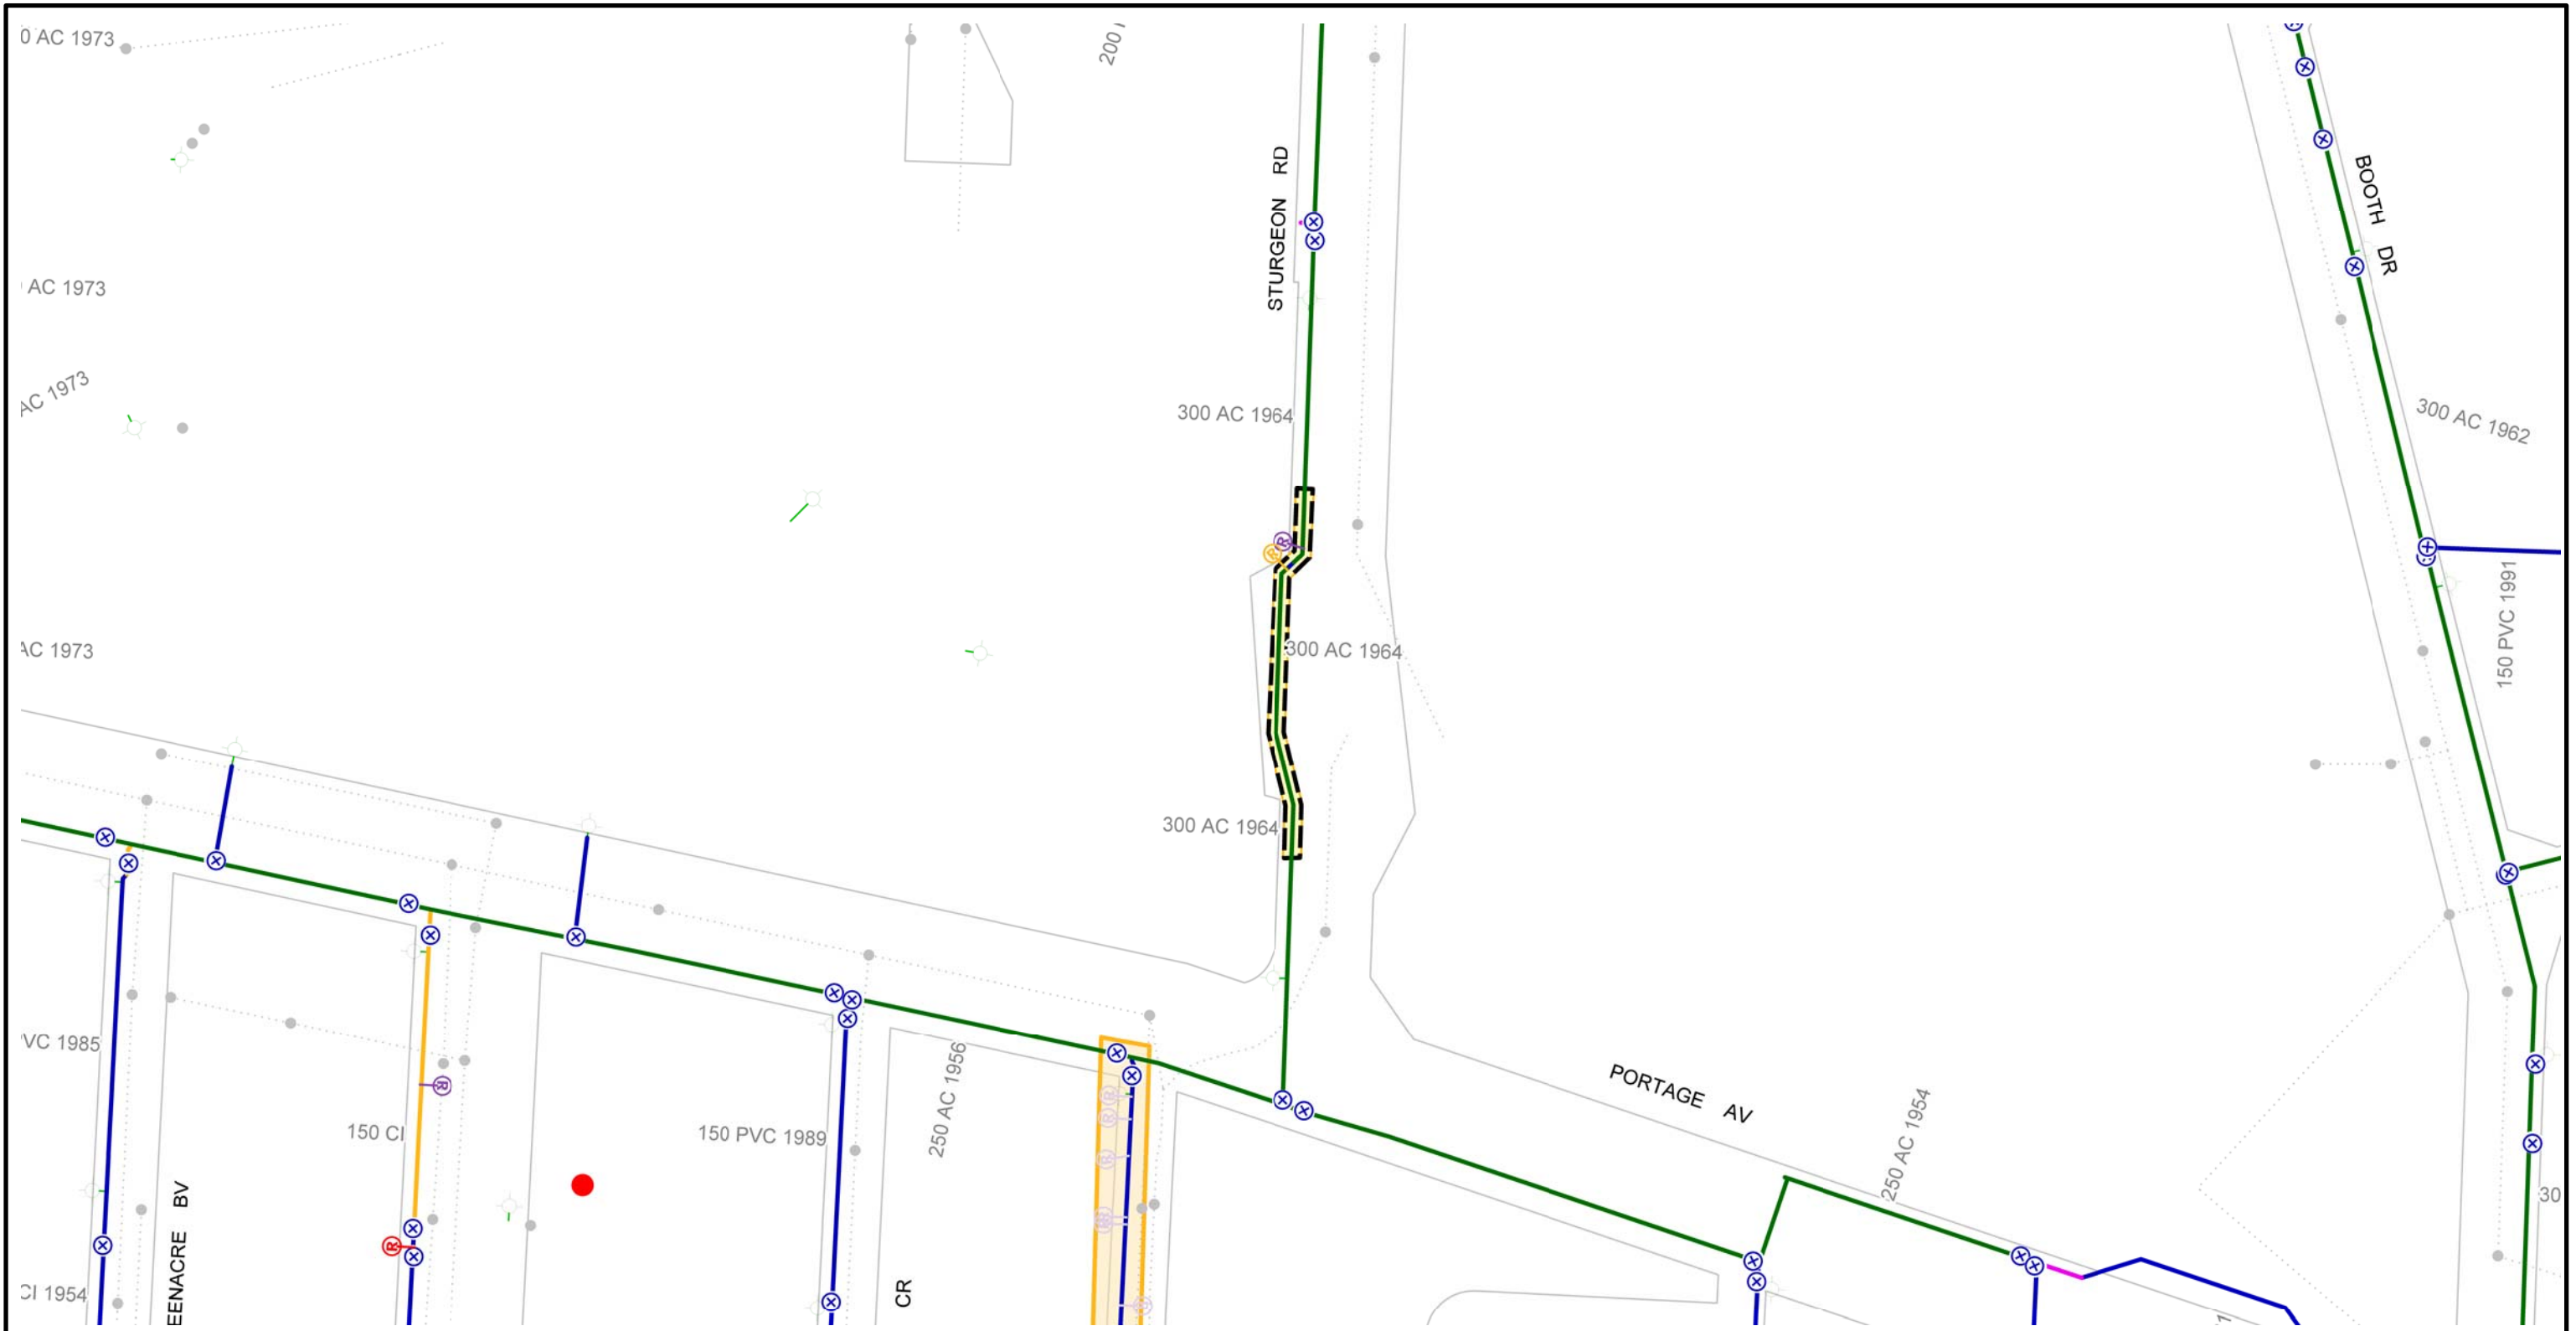 0 AC 1973
200
STURGEON RD
BOOTH DR
AC 1973
AC 1973
300 AC 1964
300 AC 1962
R
R
150 PVC 1991
AC 1973
300 AC 1964
300 AC 1964
VC 1985
250 AC 1956
PORTAGE AV
R
250 AC 1954
150 CI
150 PVC 1989
R
R
R
EENACRE BV
30
R
CI 1954
CR